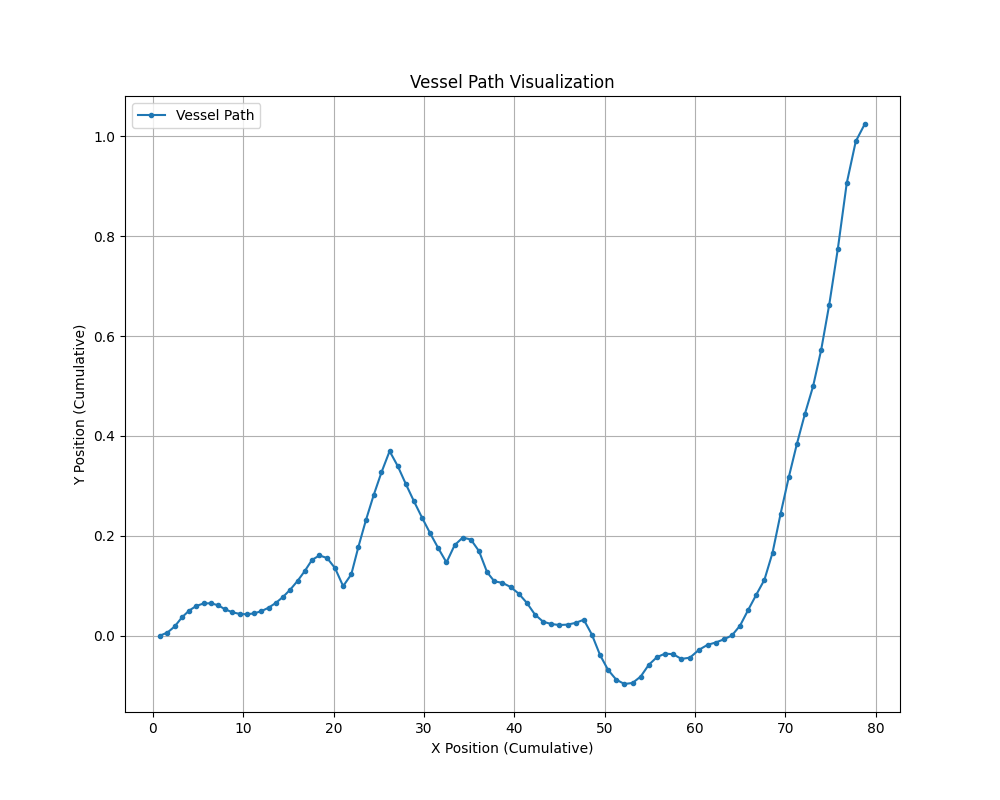 Vessel Path Visualization
Vessel Path
1.0
0.8
0.6
0.4
0.2
0.0
Y Position (Cumulative)
0 10 20 30 40 50 60 70 80
X Position (Cumulative)